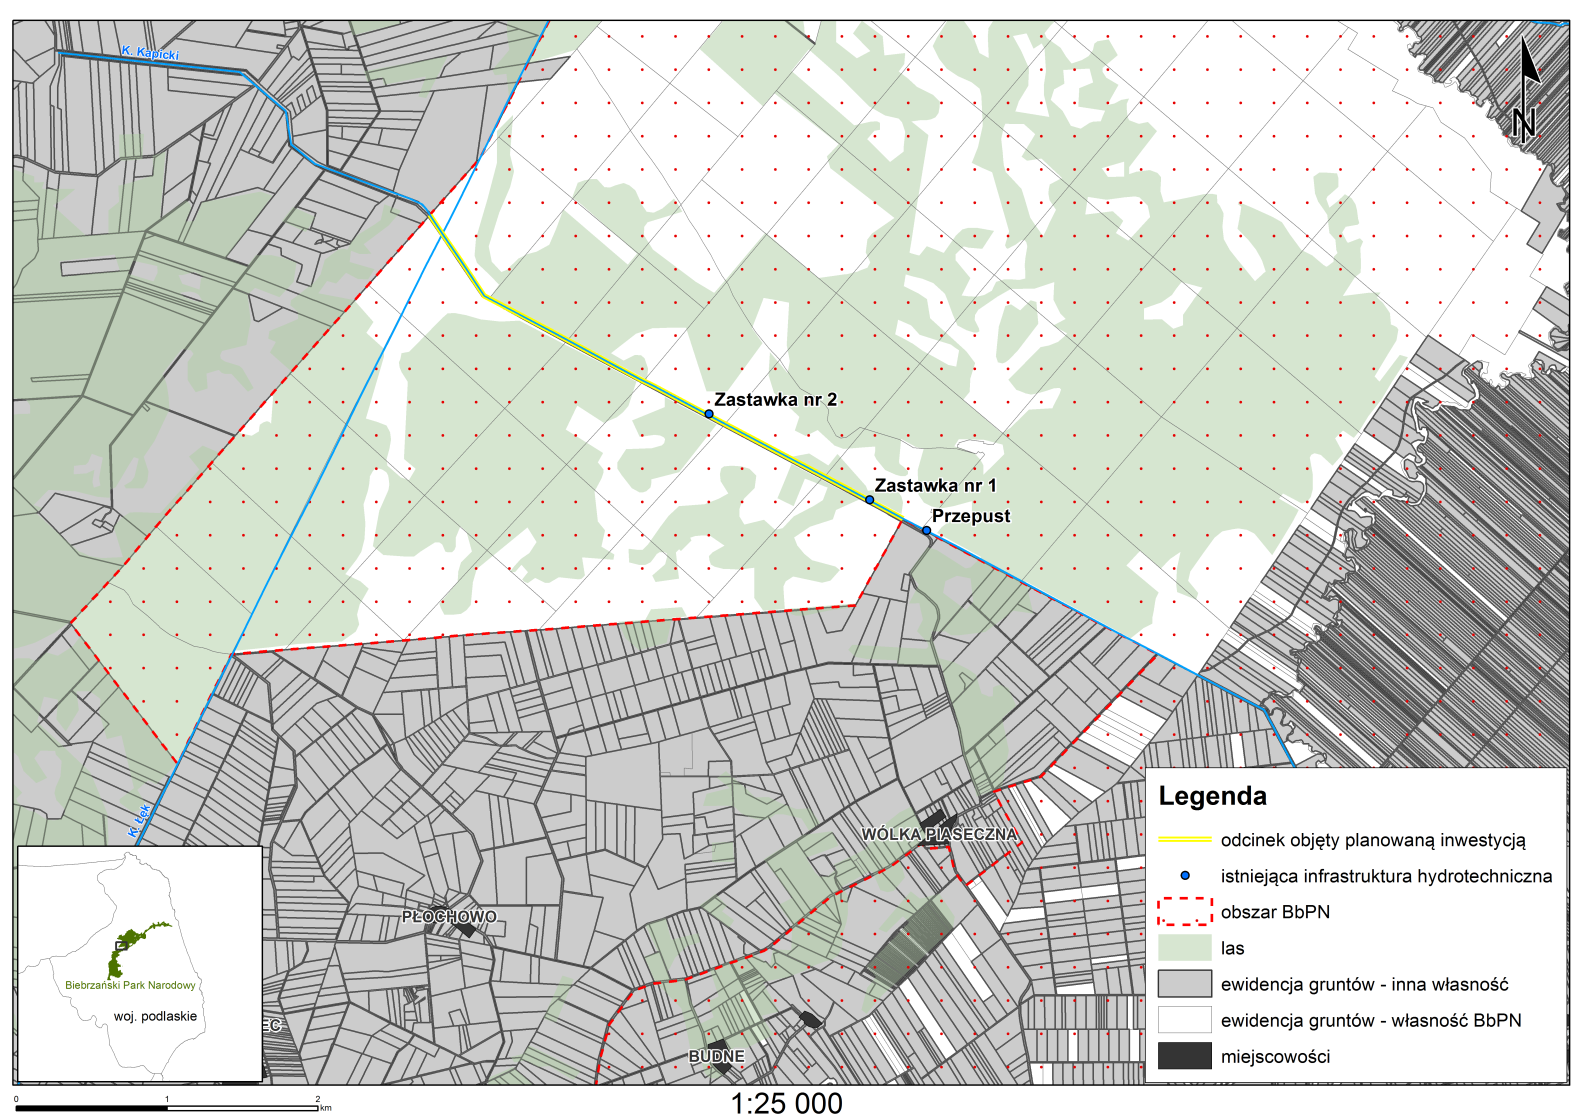 K. Kapicki
N
Zastawka nr 2
Zastawka nr 1
Przepust
K. Łęk
WÓLKA PIASECZNA
PŁOCHOWO
EC
BUDNE
Biebrzański Park Narodowy
woj. podlaskie
Legenda
odcinek objęty planowaną inwestycją
istniejąca infrastruktura hydrotechniczna
obszar BbPN
las
ewidencja gruntów - inna własność
ewidencja gruntów - własność BbPN
miejscowości
0 1 2 km
1:25 000